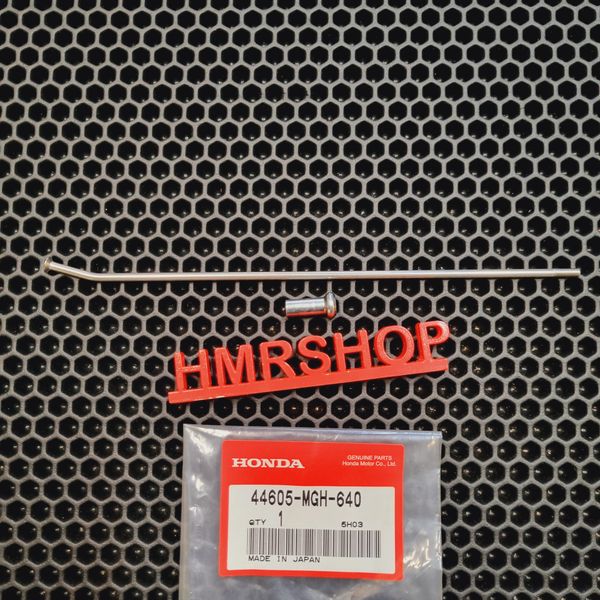 HMRSHOP
HONDA
GENUINE PARTS
Honda Motor Co., Ltd.
44605-MGH-640
QTY 1 5H03
MADE IN JAPAN